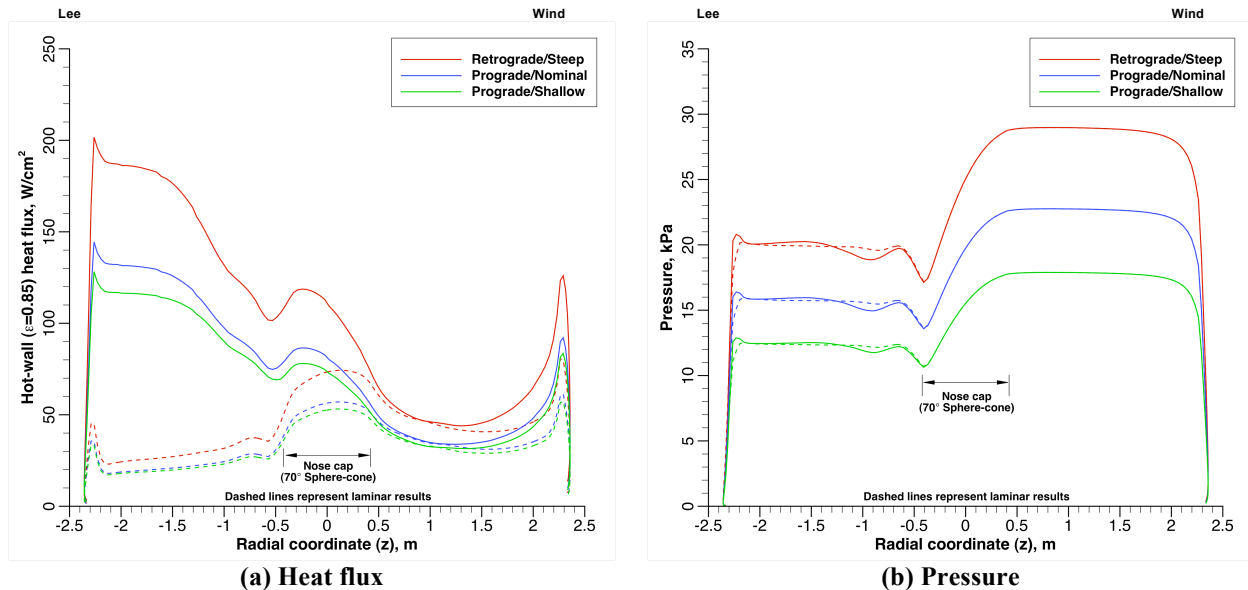 Lee
Wind
250
200
150
100
50
0
Hot-wall (ε=0.85) heat flux, W/cm²
Retrograde/Steep
Prograde/Nominal
Prograde/Shallow
Nose cap
(70° Sphere-cone)
Dashed lines represent laminar results
-2.5 -2 -1.5 -1 -0.5 0 0.5 1 1.5 2 2.5
Radial coordinate (z), m
(a) Heat flux
Lee
Wind
35
30
25
20
15
10
5
0
Pressure, kPa
Retrograde/Steep
Prograde/Nominal
Prograde/Shallow
Nose cap
(70° Sphere-cone)
Dashed lines represent laminar results
-2.5 -2 -1.5 -1 -0.5 0 0.5 1 1.5 2 2.5
Radial coordinate (z), m
(b) Pressure